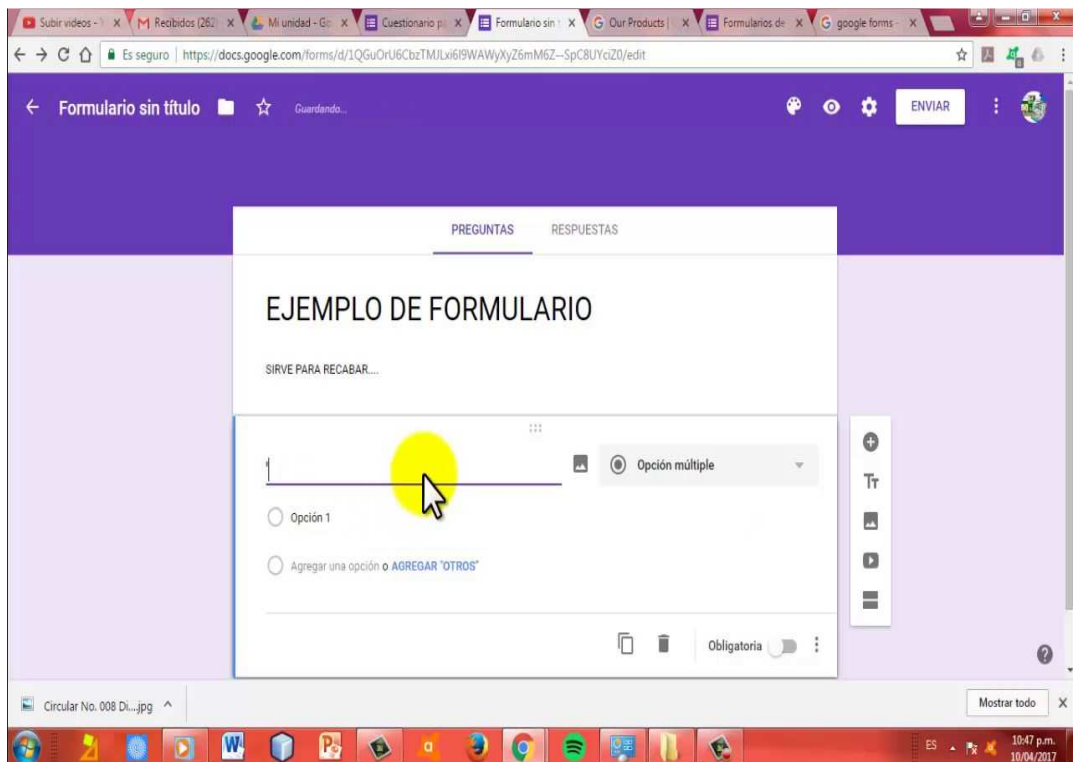 Subir videos - Y
Recibidos (262)
Mi unidad - Go
Cuestionario p
Formulario sin t
Our Products |
Formularios de
google forms -
Es seguro | https://docs.google.com/forms/d/1QGuOrU6CbzTMJLxi6I9WAWyXyZ6mM6Z--SpC8UYciZ0/edit
Formulario sin título
Guardando...
ENVIAR
PREGUNTAS RESPUESTAS
EJEMPLO DE FORMULARIO
SIRVE PARA RECABAR....
Opción múltiple
Opción 1
Agregar una opción o AGREGAR "OTROS"
Obligatoria
Circular No. 008 Di....jpg
Mostrar todo
ES
10:47 p.m.
10/04/2017